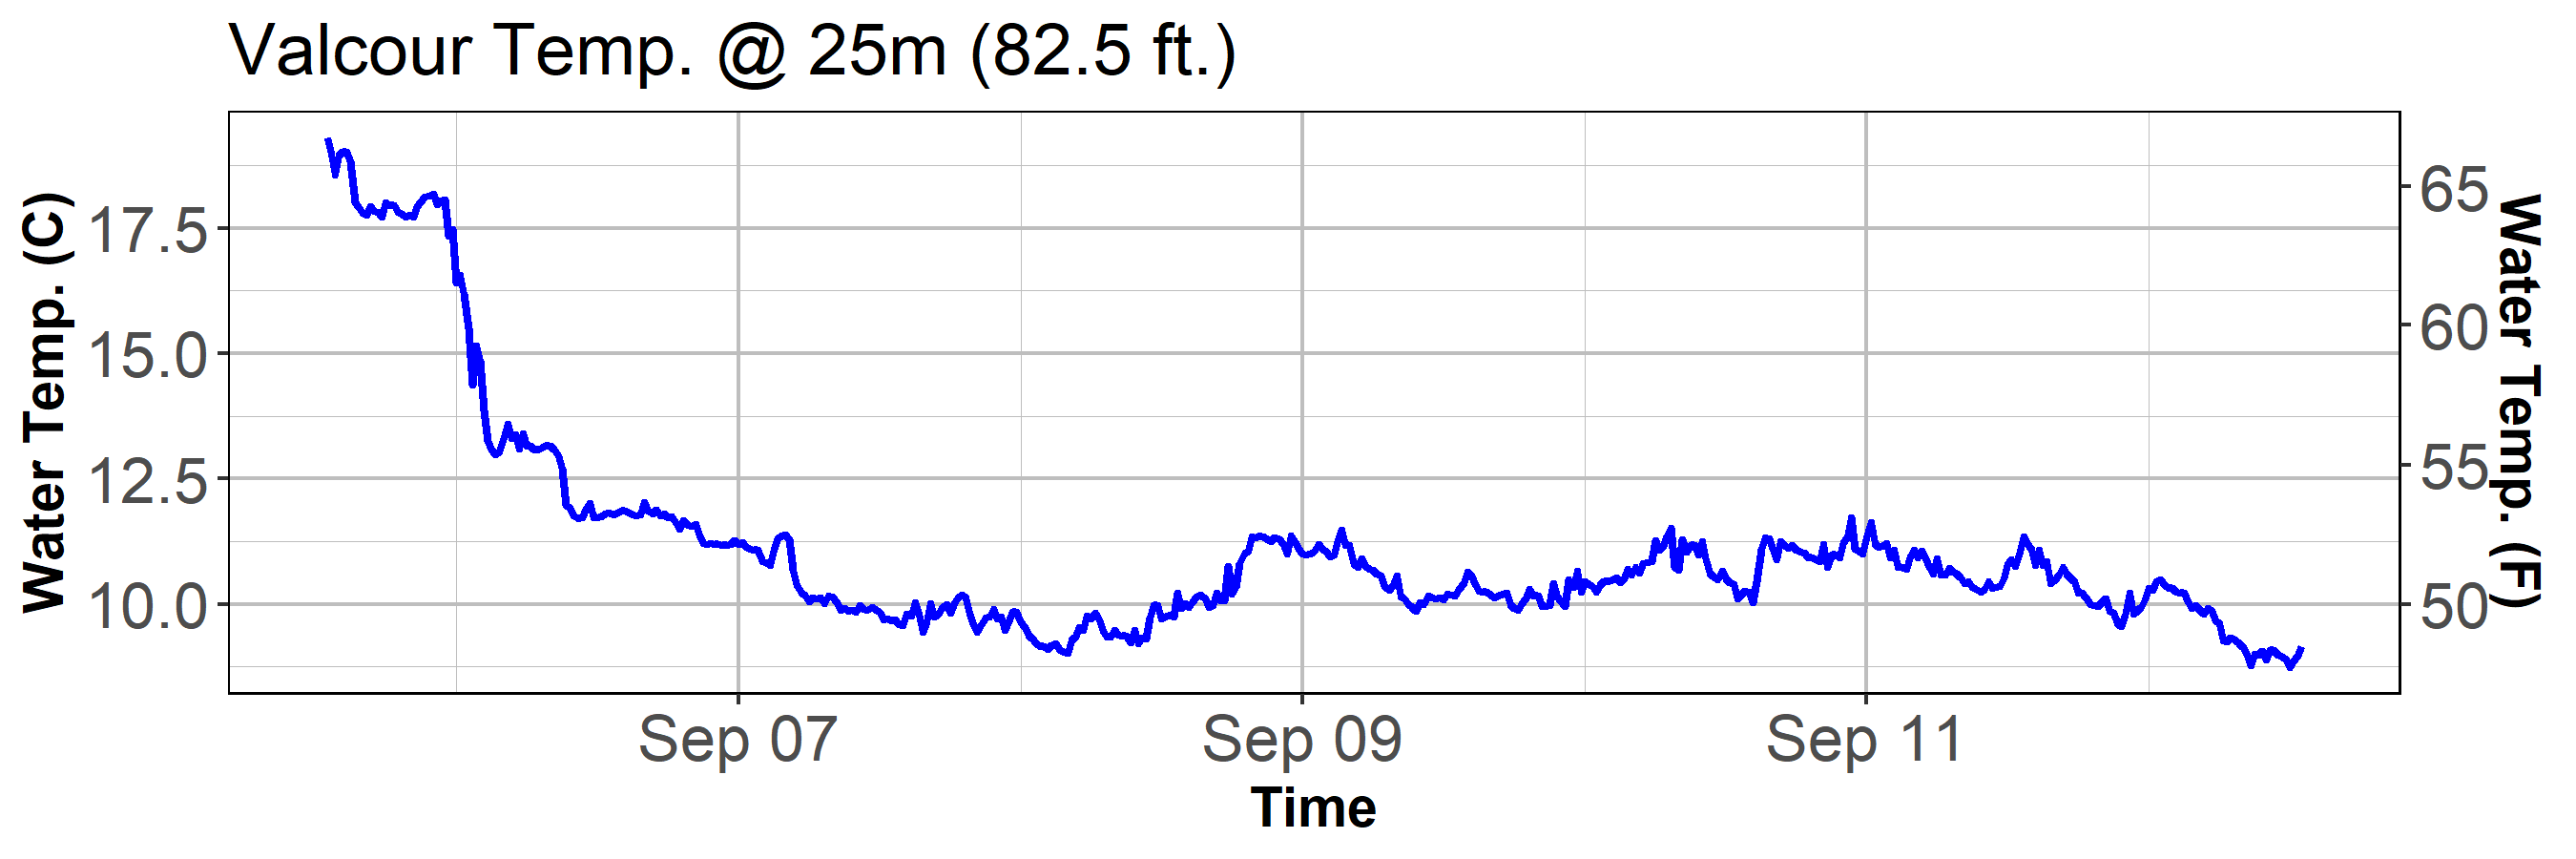 Valcour Temp. @ 25m (82.5 ft.)
Water Temp. (C)
17.5
15.0
12.5
10.0
65
60
55
50
Water Temp. (F)
Sep 07 Sep 09 Sep 11
Time